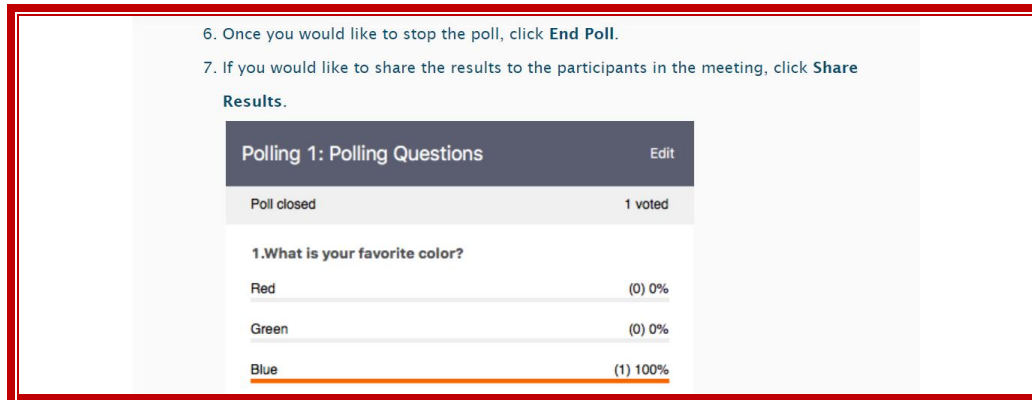 6. Once you would like to stop the poll, click End Poll.
7. If you would like to share the results to the participants in the meeting, click Share
Results.
Polling 1: Polling Questions Edit
Poll closed 1 voted
1.What is your favorite color?
Red (0) 0%
Green (0) 0%
Blue (1) 100%